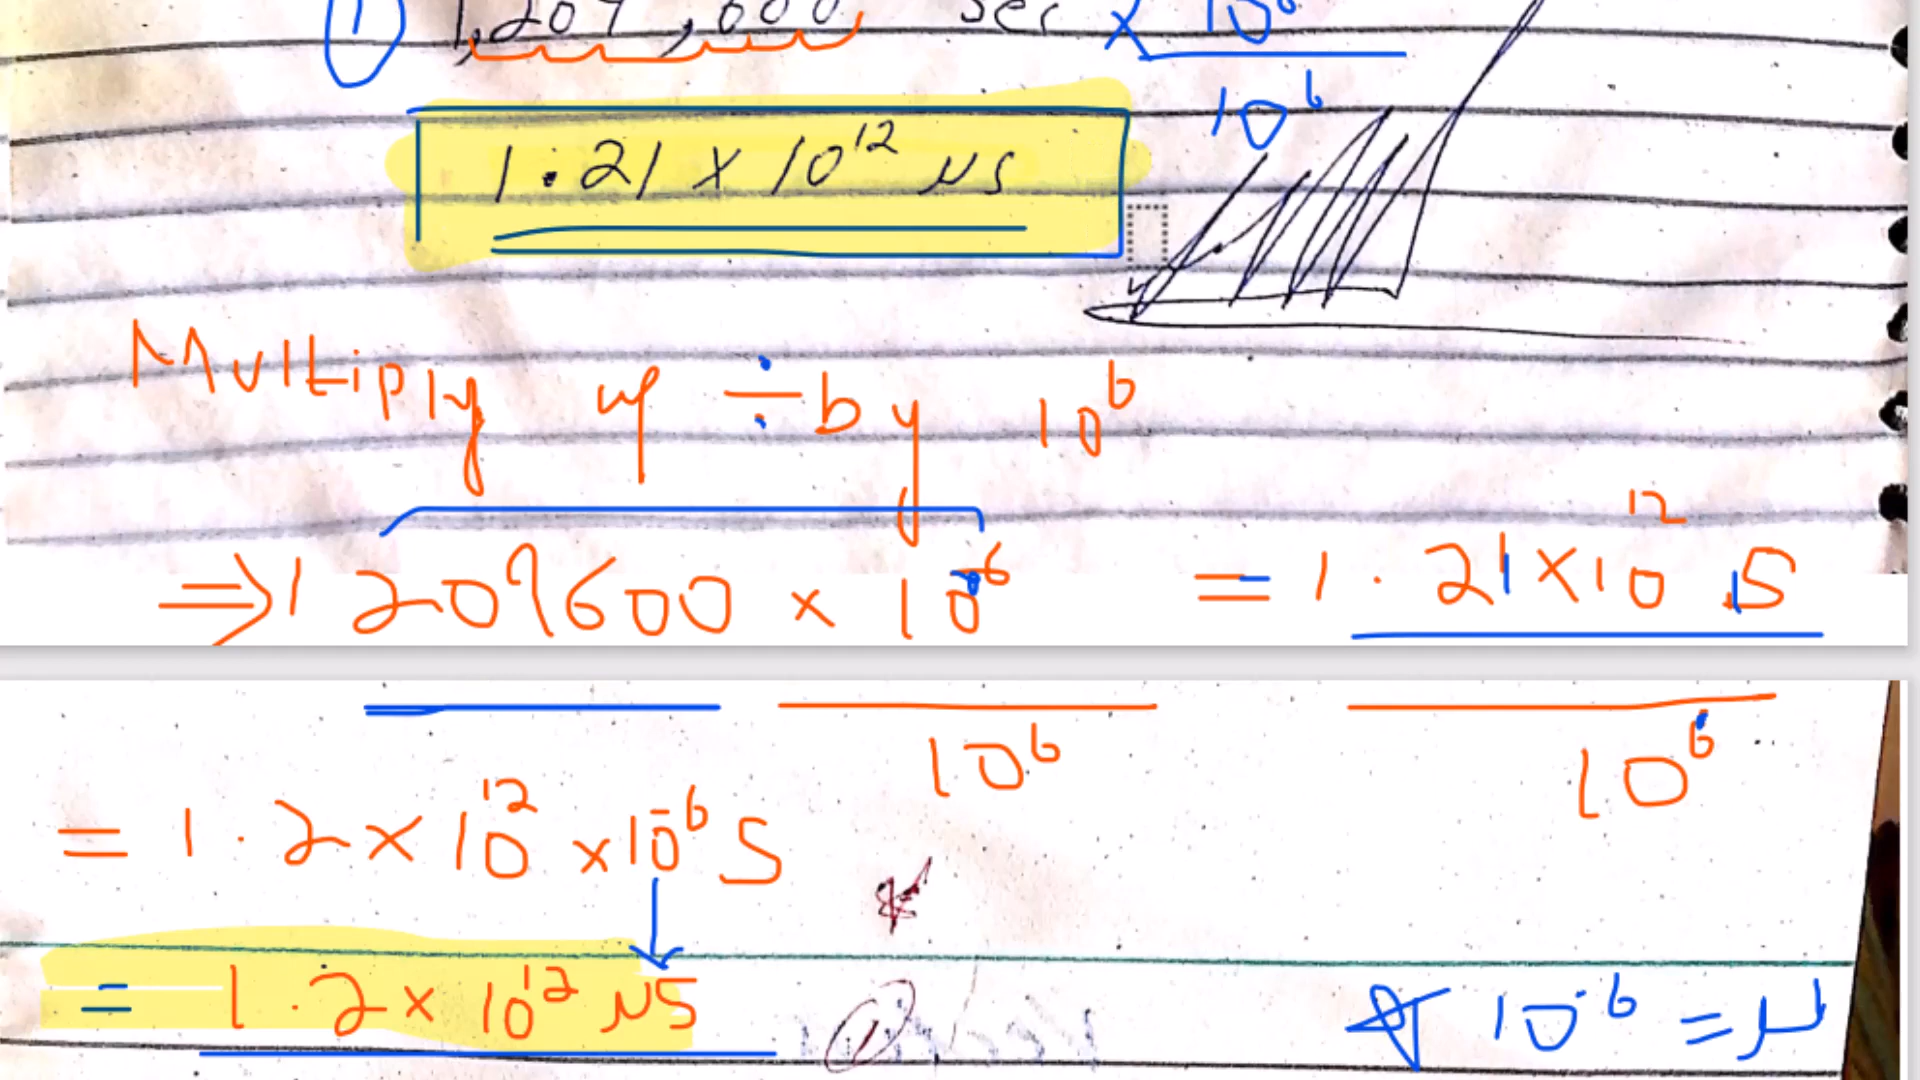 ① 1,209,600 Sec × 10⁶
10⁶
1.21 × 10¹² μs
Multiply & ÷ by 10⁶
⇒ 1209600 × 10⁶ = 1.21 × 10¹² S
10⁶ 10⁶
= 1.2 × 10¹² × 10⁻⁶ S
= 1.2 × 10¹² μS
10⁻⁶ = μ